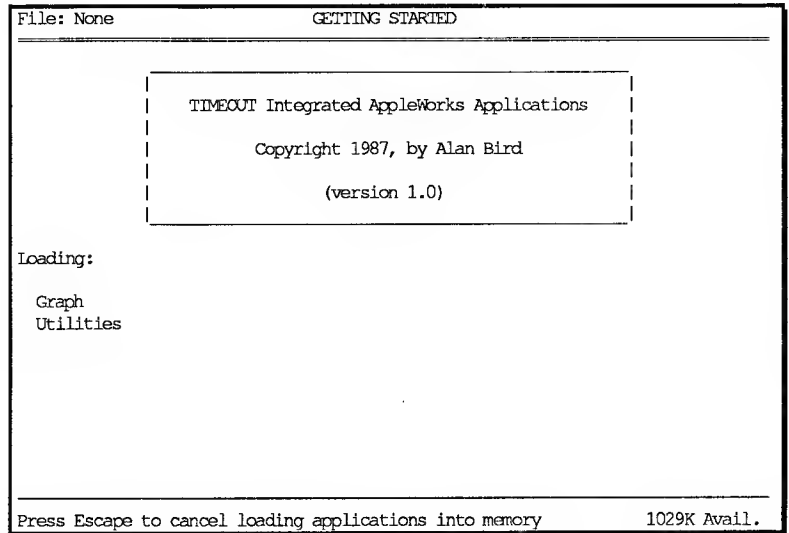 File: None GETTING STARTED
TIMEOUT Integrated AppleWorks Applications
Copyright 1987, by Alan Bird
(version 1.0)
Loading:
Graph
Utilities
Press Escape to cancel loading applications into memory 1029K Avail.